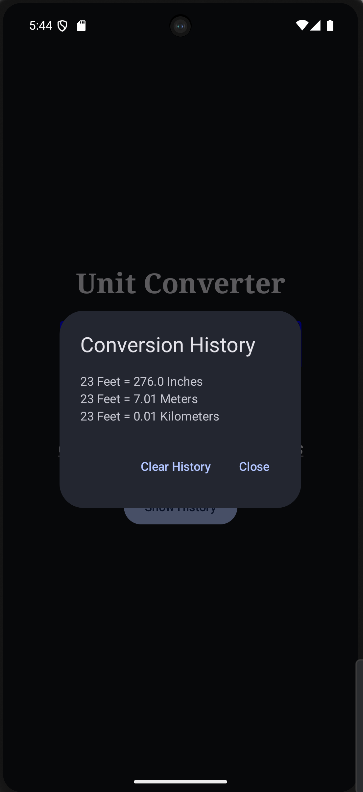 5:44
Unit Converter
Conversion History
23 Feet = 276.0 Inches
23 Feet = 7.01 Meters
23 Feet = 0.01 Kilometers
Clear History Close
Show History